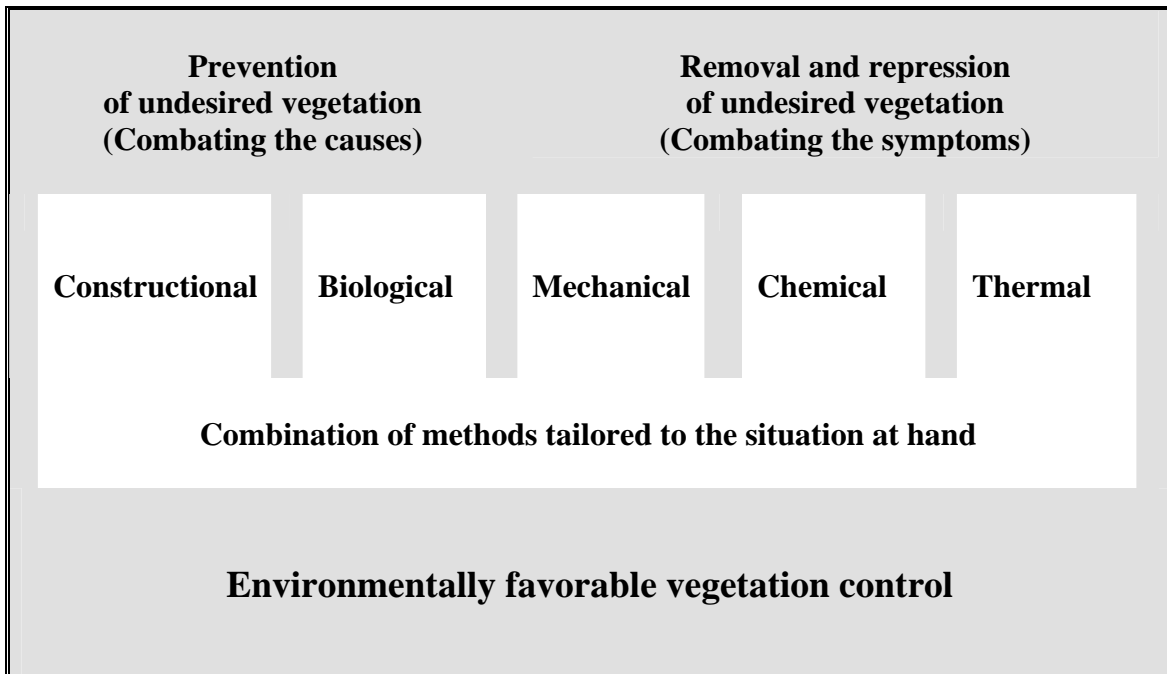 Prevention
of undesired vegetation
(Combating the causes)
Removal and repression
of undesired vegetation
(Combating the symptoms)
Constructional
Biological
Mechanical
Chemical
Thermal
Combination of methods tailored to the situation at hand
Environmentally favorable vegetation control